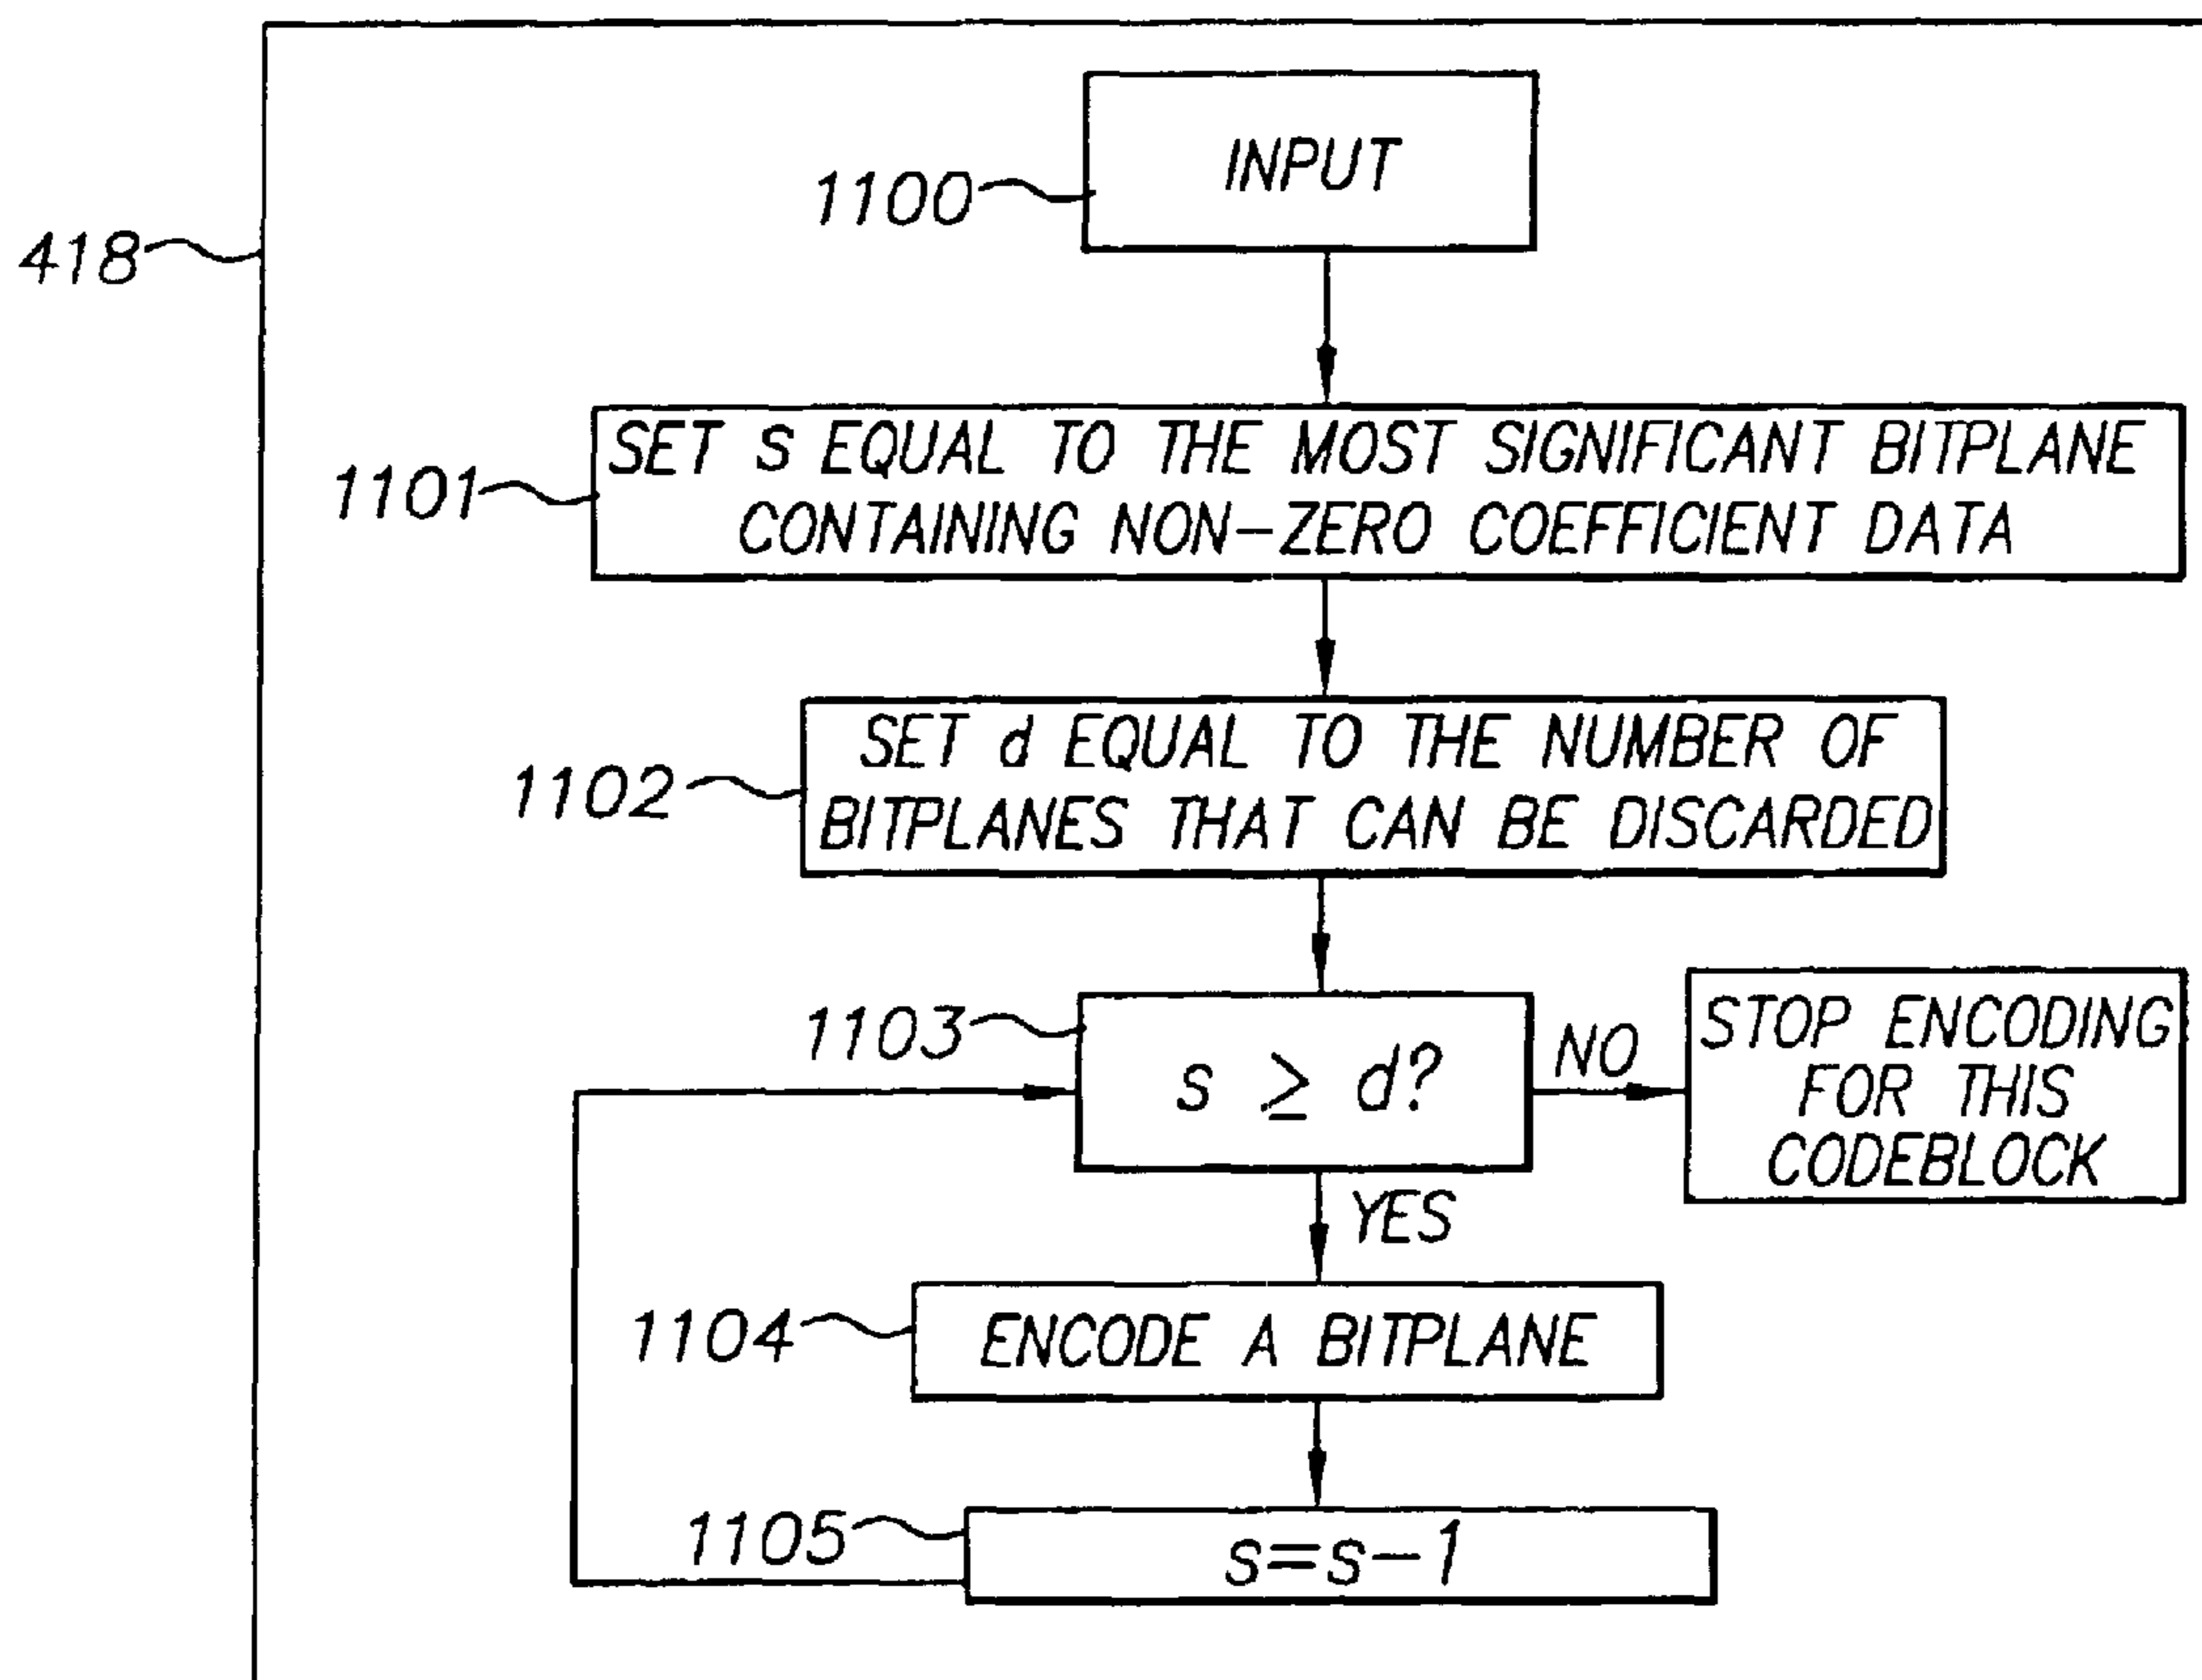 INPUT
1100
418
SET s EQUAL TO THE MOST SIGNIFICANT BITPLANE
CONTAINING NON-ZERO COEFFICIENT DATA
1101
SET d EQUAL TO THE NUMBER OF
BITPLANES THAT CAN BE DISCARDED
1102
1103
s ≥ d?
NO
STOP ENCODING
FOR THIS
CODEBLOCK
YES
1104
ENCODE A BITPLANE
1105
s=s-1